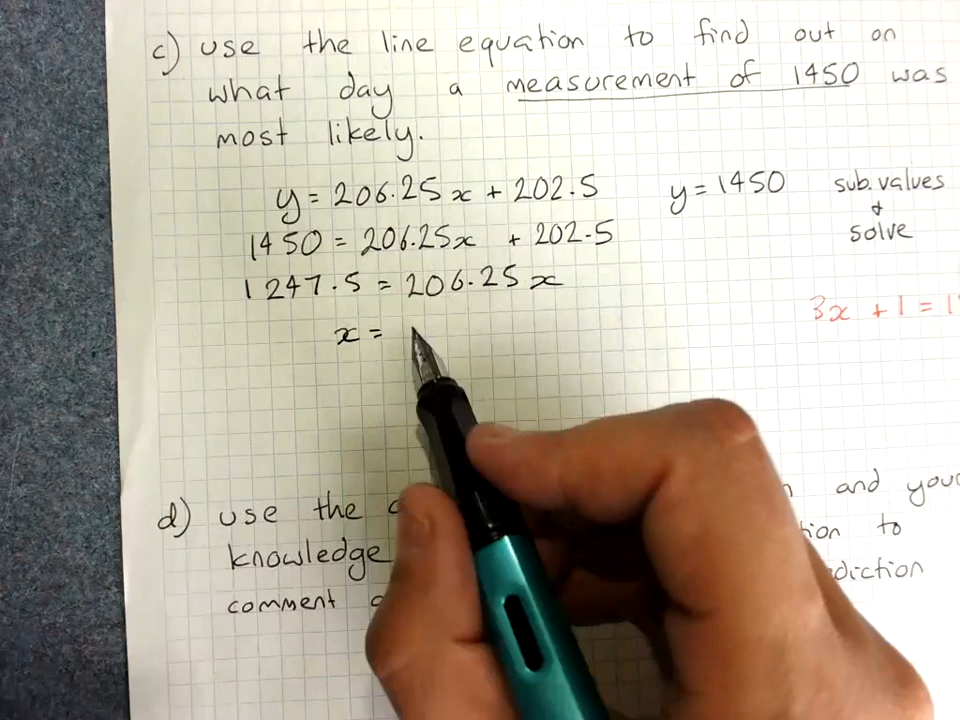 c) use the line equation to find out on
what day a measurement of 1450 was
most likely.
y = 206.25x + 202.5 y = 1450 sub. values
&
1450 = 206.25x + 202.5 solve
1247.5 = 206.25x
3x + 1 =
x =
d) use the and your
knowledge to
comment